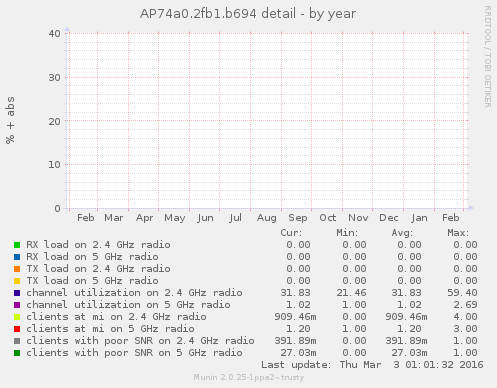 AP74a0.2fb1.b694 detail - by year
RRDTOOL / TOBI OETIKER
% + abs
40
30
20
10
0
Feb Mar Apr May Jun Jul Aug Sep Oct Nov Dec Jan Feb
Cur: Min: Avg: Max:
RX load on 2.4 GHz radio 0.00 0.00 0.00 0.00
RX load on 5 GHz radio 0.00 0.00 0.00 0.00
TX load on 2.4 GHz radio 0.00 0.00 0.00 0.00
TX load on 5 GHz radio 0.00 0.00 0.00 0.00
channel utilization on 2.4 GHz radio 31.83 21.46 31.83 59.40
channel utilization on 5 GHz radio 1.02 1.00 1.02 2.69
clients at mi on 2.4 GHz radio 909.46m 0.00 909.46m 4.00
clients at mi on 5 GHz radio 1.20 1.00 1.20 3.00
clients with poor SNR on 2.4 GHz radio 391.89m 0.00 391.89m 1.00
clients with poor SNR on 5 GHz radio 27.03m 0.00 27.03m 1.00
Last update: Thu Mar 3 01:01:32 2016
Munin 2.0.25-1ppa2~trusty